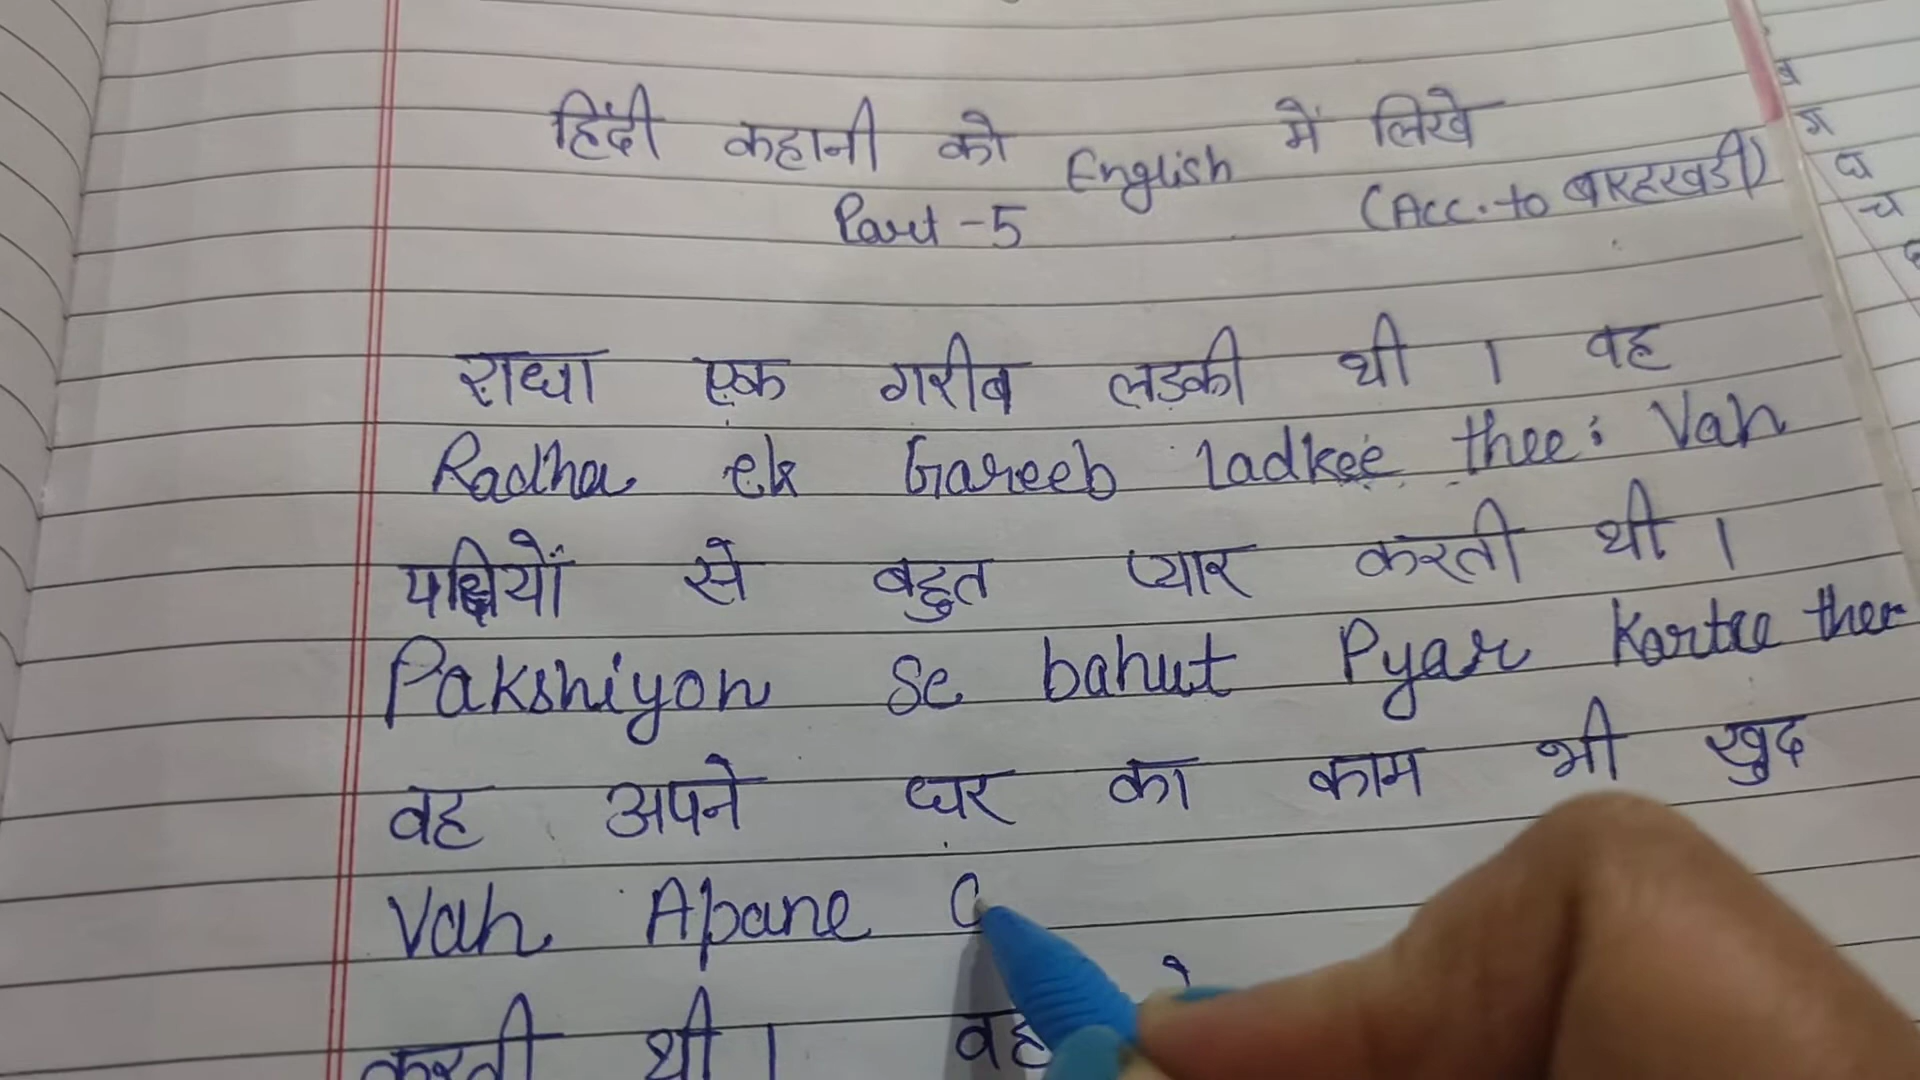 हिंदी कहानी को English में लिखे
Part - 5 (Acc. to बारहखडी)
राधा एक गरीब लडकी थी । वह
Radha ek Gareeb ladkee thee: Vah
पक्षियों से बहुत प्यार करती थी ।
Pakshiyon se bahut Pyar Kartee thee
वह अपने घर का काम भी खुद
Vah Apane
करती थी । वह
ग
घ
च